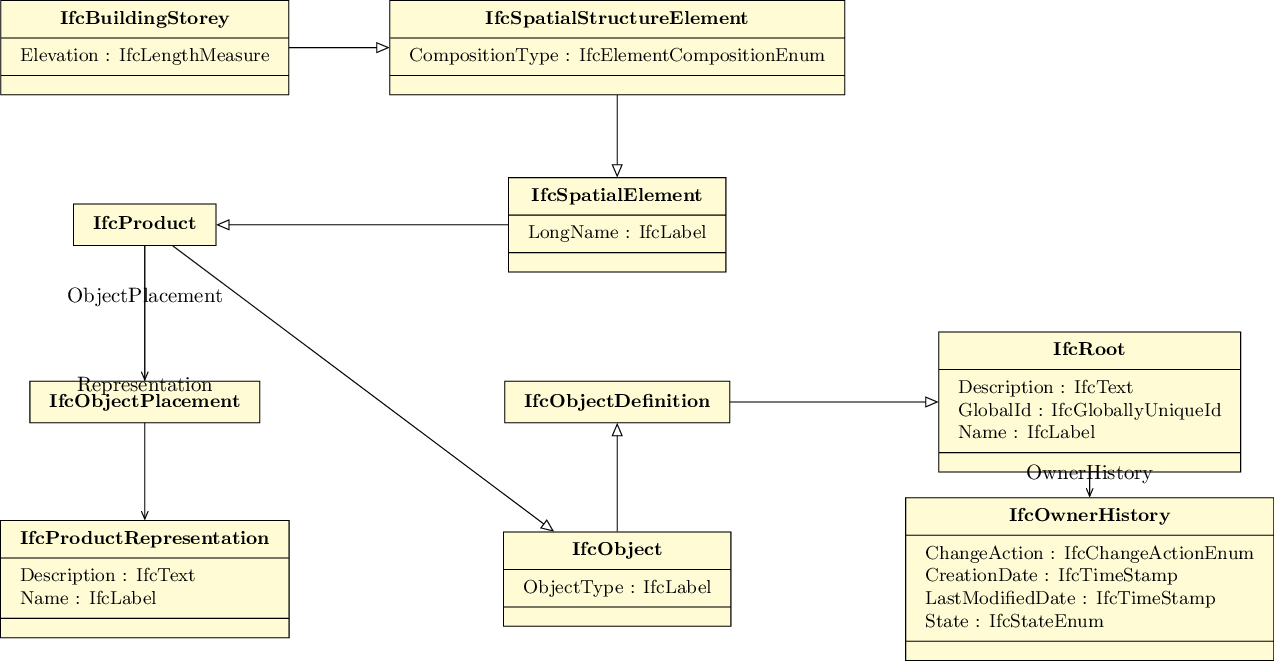 IfcBuildingStorey
Elevation : IfcLengthMeasure
IfcSpatialStructureElement
CompositionType : IfcElementCompositionEnum
IfcSpatialElement
LongName : IfcLabel
IfcProduct
ObjectPlacement
Representation
IfcObjectPlacement
IfcObjectDefinition
IfcRoot
Description : IfcText
GlobalId : IfcGloballyUniqueId
Name : IfcLabel
OwnerHistory
IfcProductRepresentation
Description : IfcText
Name : IfcLabel
IfcObject
ObjectType : IfcLabel
IfcOwnerHistory
ChangeAction : IfcChangeActionEnum
CreationDate : IfcTimeStamp
LastModifiedDate : IfcTimeStamp
State : IfcStateEnum